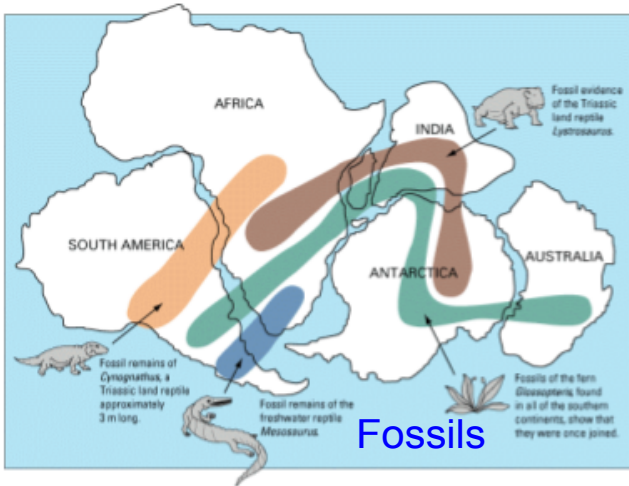 AFRICA
INDIA
Fossil evidence
of the Triassic
land reptile
Lystrosaurus.
SOUTH AMERICA
ANTARCTICA
AUSTRALIA
Fossil remains of
Cynognathus, a
Triassic land reptile
approximately
3 m long.
Fossil remains of the
freshwater reptile
Mesosaurus.
Fossils of the fern
Glossopteris, found
in all of the southern
continents, show that
they were once joined.
Fossils